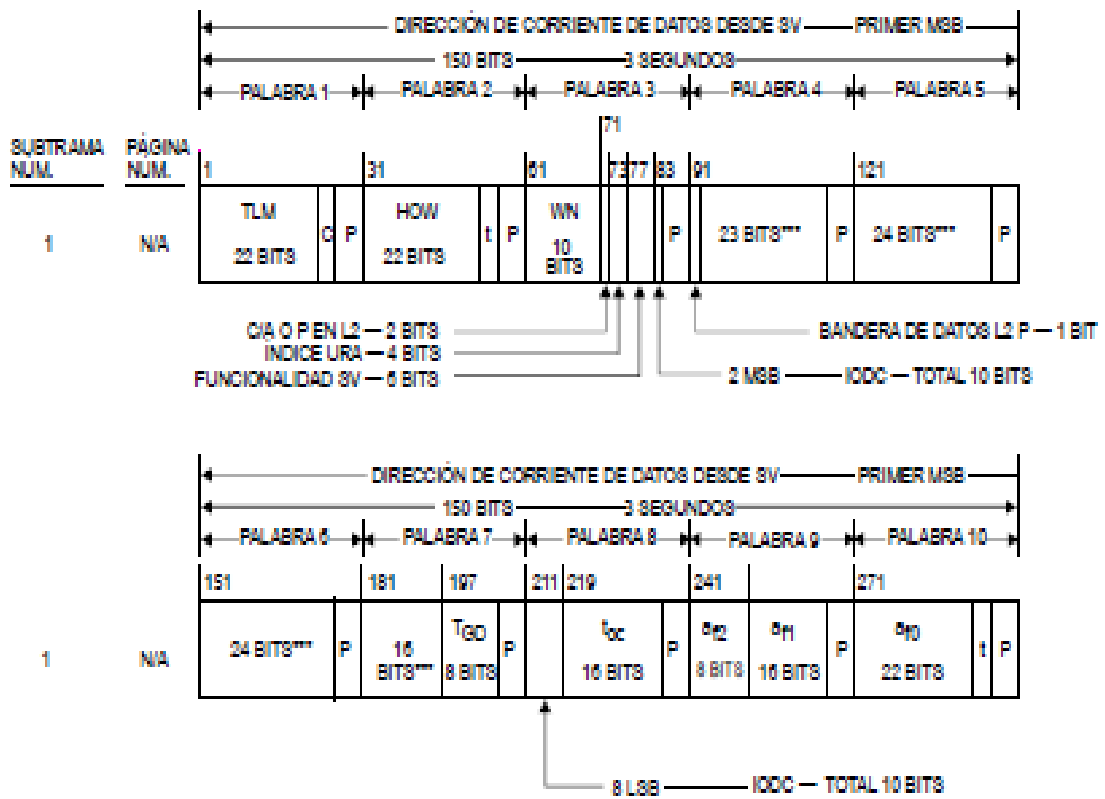 DIRECCIÓN DE CORRIENTE DE DATOS DESDE SV — PRIMER MSB
150 BITS — 3 SEGUNDOS
PALABRA 1 PALABRA 2 PALABRA 3 PALABRA 4 PALABRA 5
SUBTRAMA NUM. PÁGINA NUM.
71
1 31 61 73 77 83 91 121
1 N/A
TLM 22 BITS C P
HOW 22 BITS t P
WN 10 BITS P
23 BITS*** P
24 BITS*** P
C/A O P EN L2 — 2 BITS
ÍNDICE URA — 4 BITS
FUNCIONALIDAD SV — 6 BITS
BANDERA DE DATOS L2 P — 1 BIT
2 MSB — IODC — TOTAL 10 BITS
DIRECCIÓN DE CORRIENTE DE DATOS DESDE SV — PRIMER MSB
150 BITS — 3 SEGUNDOS
PALABRA 6 PALABRA 7 PALABRA 8 PALABRA 9 PALABRA 10
151 181 197 211 219 241 271
1 N/A
24 BITS*** P
16 BITS*** TGD 8 BITS P
toc 16 BITS P
af2 8 BITS af1 16 BITS P
af0 22 BITS t P
8 LSB — IODC — TOTAL 10 BITS